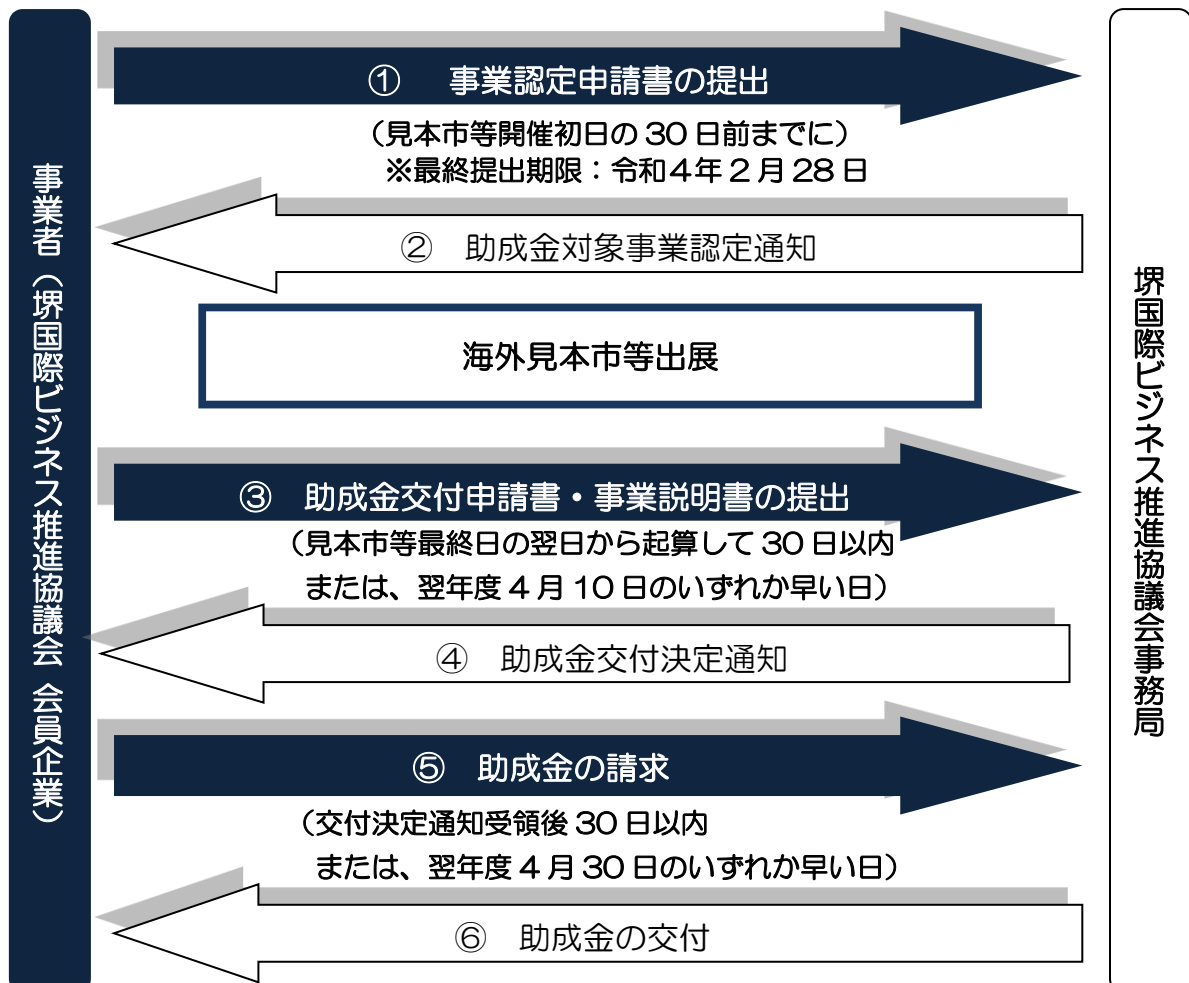 事業者（堺国際ビジネス推進協議会 会員企業）
① 事業認定申請書の提出
（見本市等開催初日の 30 日前までに）
※最終提出期限：令和４年２月 28 日
② 助成金対象事業認定通知
海外見本市等出展
③ 助成金交付申請書・事業説明書の提出
（見本市等最終日の翌日から起算して 30 日以内
または、翌年度４月 10 日のいずれか早い日）
④ 助成金交付決定通知
⑤ 助成金の請求
（交付決定通知受領後 30 日以内
または、翌年度４月 30 日のいずれか早い日）
⑥ 助成金の交付
堺国際ビジネス推進協議会事務局